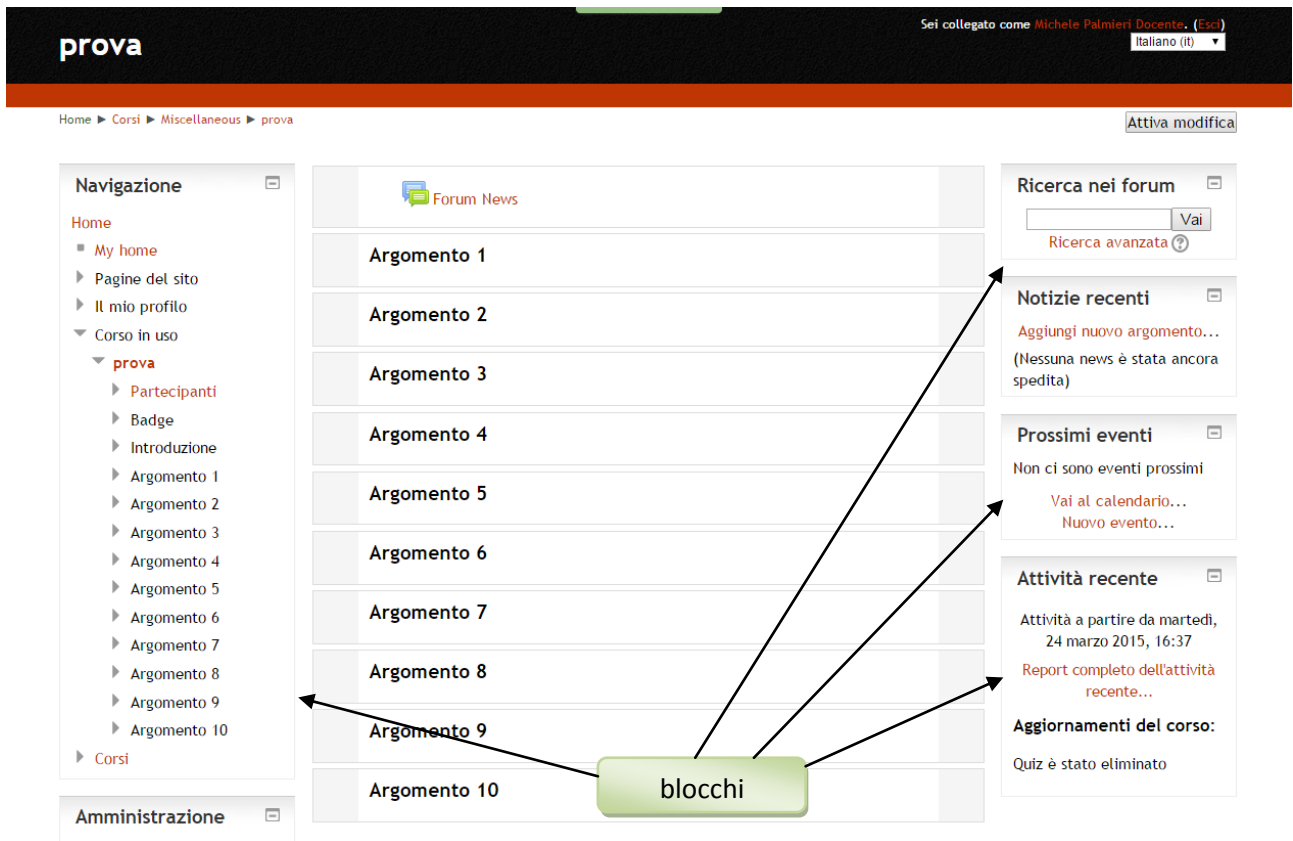 prova
Sei collegato come Michele Palmieri Docente. (Esci)
Italiano (it)
Home ► Corsi ► Miscellaneous ► prova
Attiva modifica
Navigazione
Home
My home
Pagine del sito
Il mio profilo
Corso in uso
prova
Partecipanti
Badge
Introduzione
Argomento 1
Argomento 2
Argomento 3
Argomento 4
Argomento 5
Argomento 6
Argomento 7
Argomento 8
Argomento 9
Argomento 10
Corsi
Amministrazione
Forum News
Argomento 1
Argomento 2
Argomento 3
Argomento 4
Argomento 5
Argomento 6
Argomento 7
Argomento 8
Argomento 9
Argomento 10
blocchi
Ricerca nei forum
Vai
Ricerca avanzata ?
Notizie recenti
Aggiungi nuovo argomento...
(Nessuna news è stata ancora
spedita)
Prossimi eventi
Non ci sono eventi prossimi
Vai al calendario...
Nuovo evento...
Attività recente
Attività a partire da martedì,
24 marzo 2015, 16:37
Report completo dell'attività
recente...
Aggiornamenti del corso:
Quiz è stato eliminato